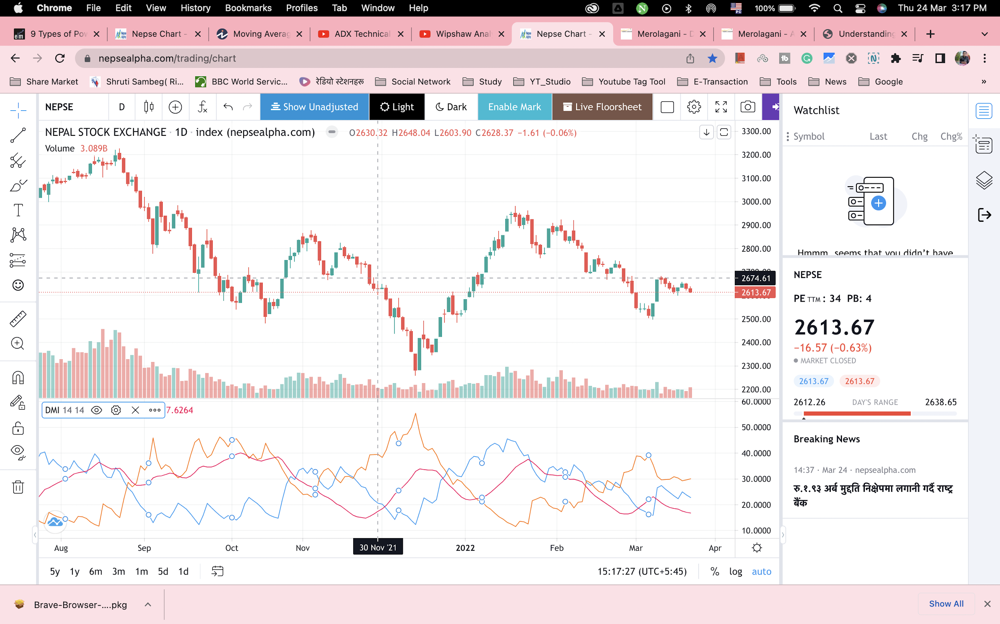 Chrome File Edit View History Bookmarks Profiles Tab Window Help 100% Thu 24 Mar 3:17 PM
9 Types of Pow Nepse Chart - Moving Averag ADX Technical Wipshaw Anal Nepse Chart - Merolagani - D Merolagani - A Understanding
nepsealpha.com/trading/chart
Share Market Shruti Sambeg( Ri... BBC World Servic... रेडियो स्टेशनहरू Social Network Study YT_Studio Youtube Tag Tool E-Transaction Tools News Google »
NEPSE D Show Unadjusted Light Dark Enable Mark Live Floorsheet
NEPAL STOCK EXCHANGE · 1D · index (nepsealpha.com) O2630.32 H2648.04 L2603.90 C2628.37 −1.61 (−0.06%)
Volume 3.089B
3300.00
3200.00
3100.00
3000.00
2900.00
2800.00
2674.61
2613.67
2500.00
2400.00
2300.00
2200.00
DMI 14 14 7.6264
60.0000
50.0000
40.0000
30.0000
20.0000
10.0000
Aug Sep Oct Nov 30 Nov '21 2022 Feb Mar Apr
5y 1y 6m 3m 1m 5d 1d 15:17:27 (UTC+5:45) % log auto
Watchlist
Symbol Last Chg Chg%
Hmmm, seems that you didn't have
NEPSE
PE TTM : 34 PB: 4
2613.67
−16.57 (−0.63%)
MARKET CLOSED
2613.67 2613.67
2612.26 DAY'S RANGE 2638.65
Breaking News
14:37 · Mar 24 · nepsealpha.com
रु.१.९३ अर्ब मुद्दति निक्षेपमा लगानी गर्दै राष्ट्र
बैंक
Brave-Browser-....pkg Show All